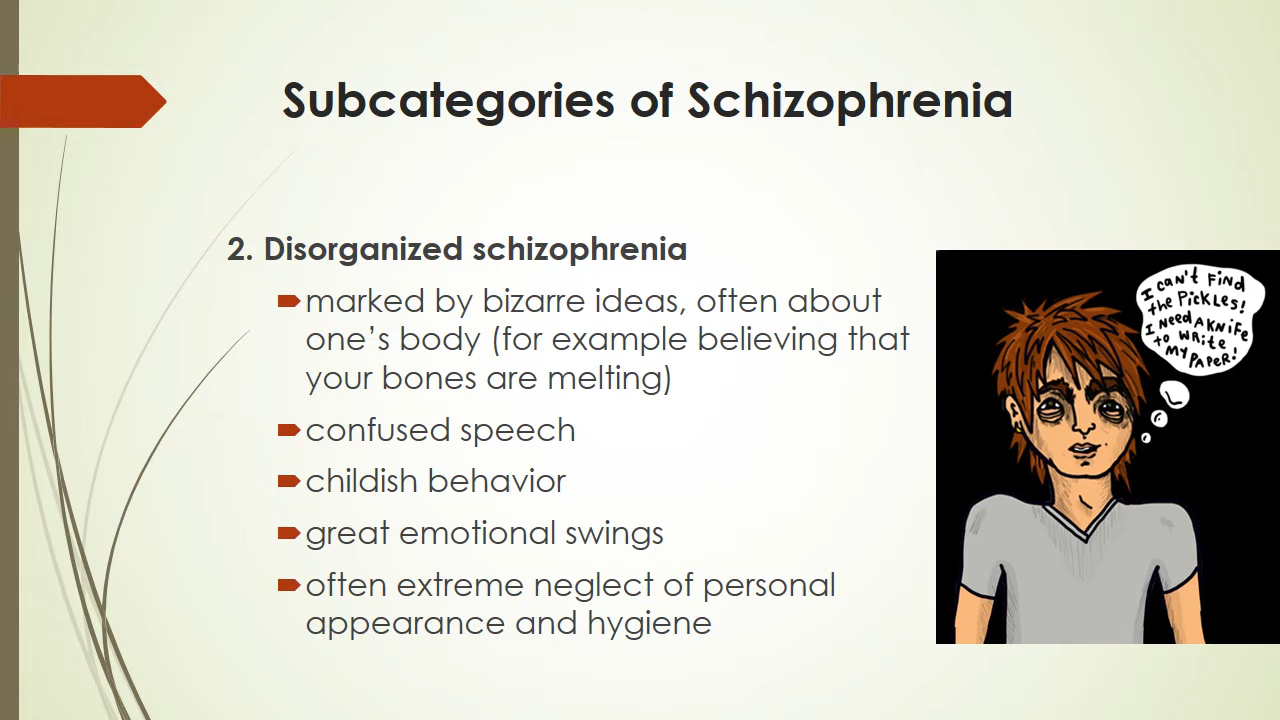 Subcategories of Schizophrenia
2. Disorganized schizophrenia
marked by bizarre ideas, often about
one’s body (for example believing that
your bones are melting)
confused speech
childish behavior
great emotional swings
often extreme neglect of personal
appearance and hygiene
I can't find
the Pickles!
I need a knife
to write
my paper!